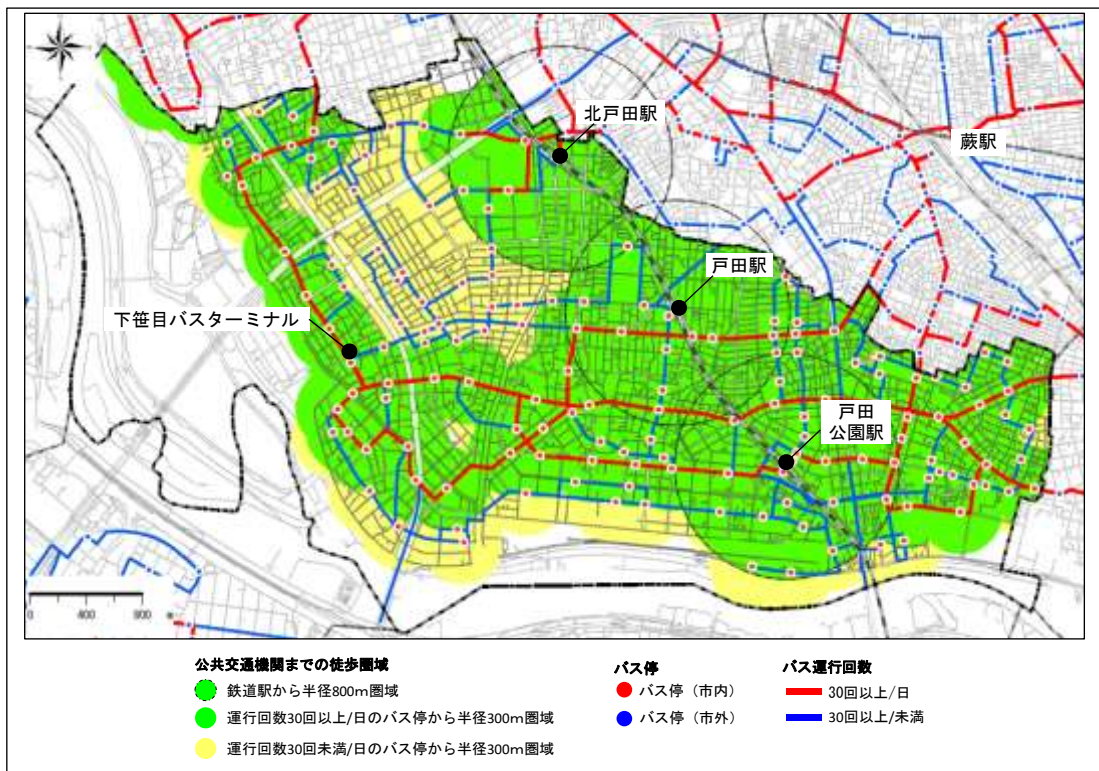 北戸田駅
蕨駅
戸田駅
下笹目バスターミナル
戸田
公園駅
0 400 800 m
公共交通機関までの徒歩圏域
鉄道駅から半径800m圏域
運行回数30回以上/日のバス停から半径300m圏域
運行回数30回未満/日のバス停から半径300m圏域
バス停
バス停（市内）
バス停（市外）
バス運行回数
30回以上/日
30回以上/未満